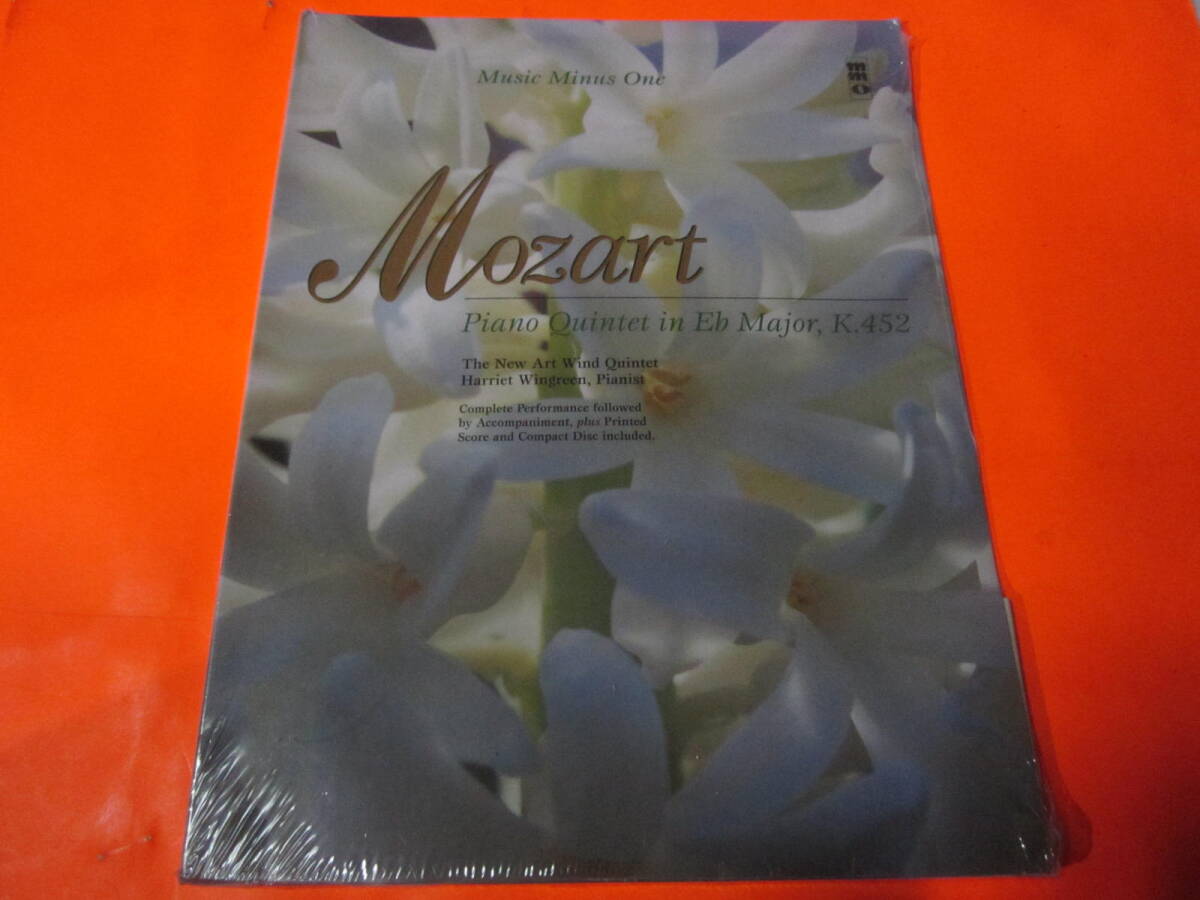 Music Minus One
mm
o
Mozart
Piano Quintet in Eb Major, K.452
The New Art Wind Quintet
Harriet Wingreen, Pianist
Complete Performance followed
by Accompaniment, plus Printed
Score and Compact Disc included.